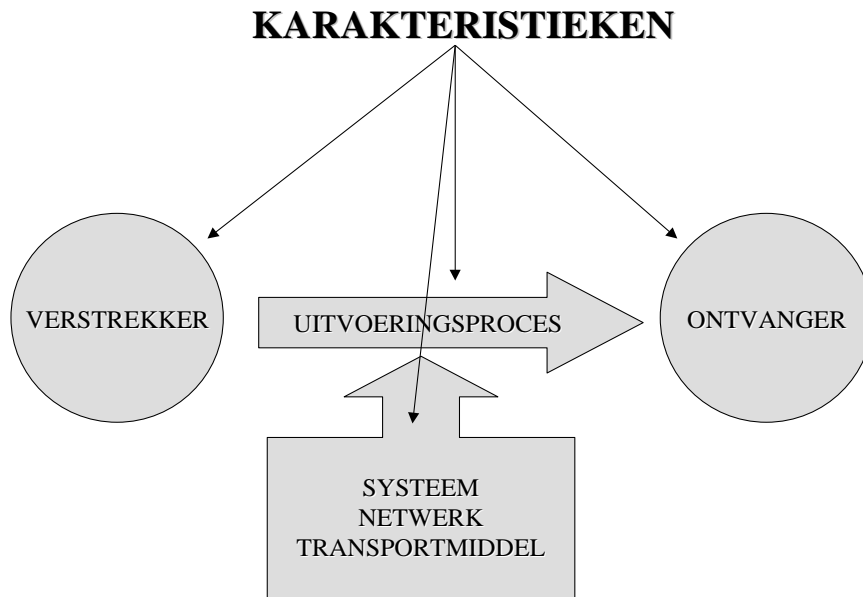 KARAKTERISTIEKEN
VERSTREKKER
UITVOERINGSPROCES
ONTVANGER
SYSTEEM
NETWERK
TRANSPORTMIDDEL